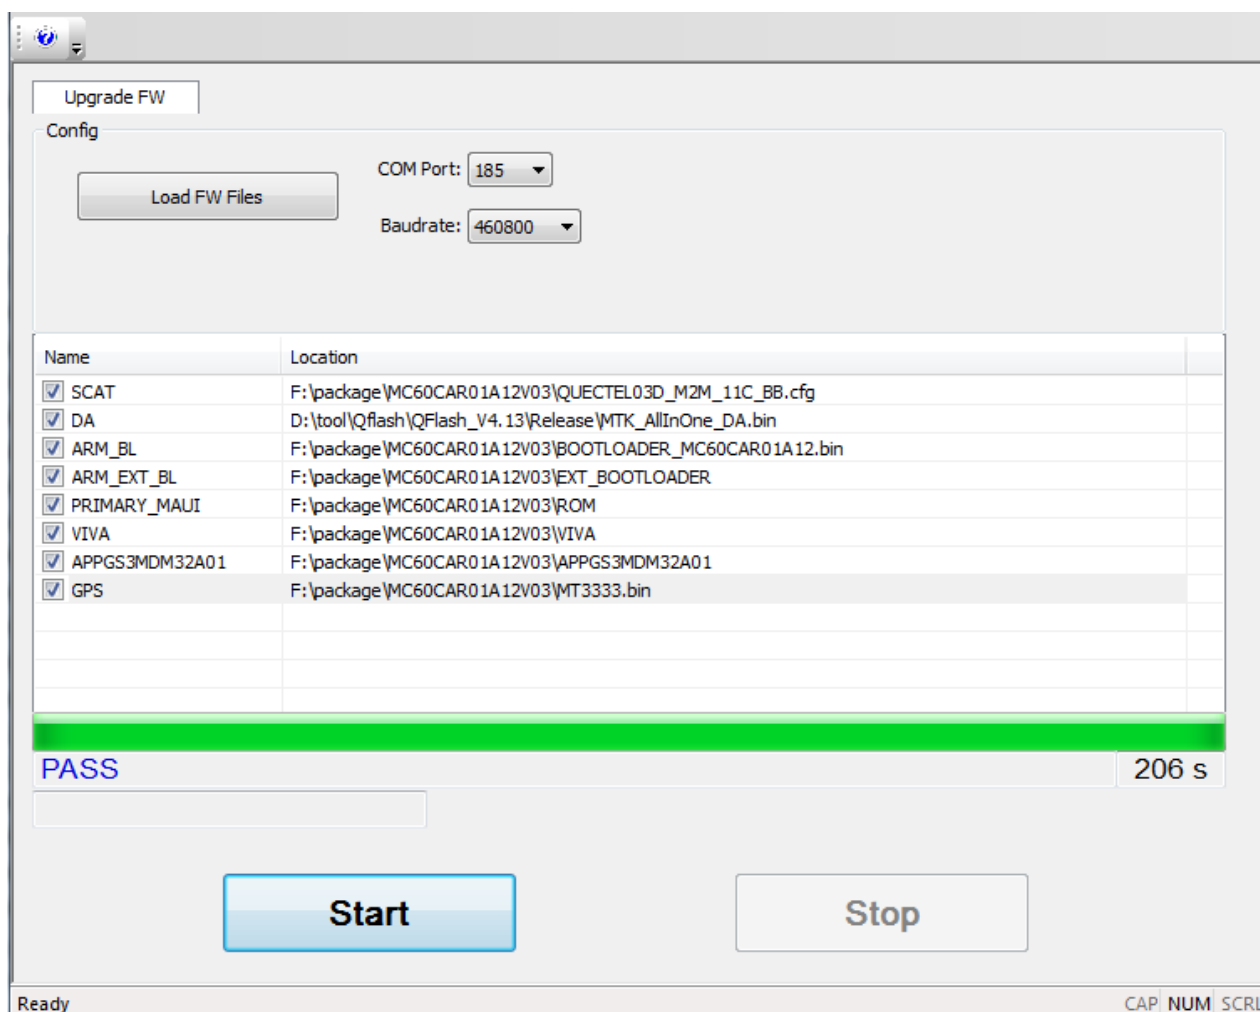 Upgrade FW
Config
Load FW Files
COM Port: 185
Baudrate: 460800
Name Location
SCAT F:\package\MC60CAR01A12V03\QUECTEL03D_M2M_11C_BB.cfg
DA D:\tool\Qflash\QFlash_V4.13\Release\MTK_AllInOne_DA.bin
ARM_BL F:\package\MC60CAR01A12V03\BOOTLOADER_MC60CAR01A12.bin
ARM_EXT_BL F:\package\MC60CAR01A12V03\EXT_BOOTLOADER
PRIMARY_MAUI F:\package\MC60CAR01A12V03\ROM
VIVA F:\package\MC60CAR01A12V03\VIVA
APPGS3MDM32A01 F:\package\MC60CAR01A12V03\APPGS3MDM32A01
GPS F:\package\MC60CAR01A12V03\MT3333.bin
PASS 206 s
Start Stop
Ready CAP NUM SCRL